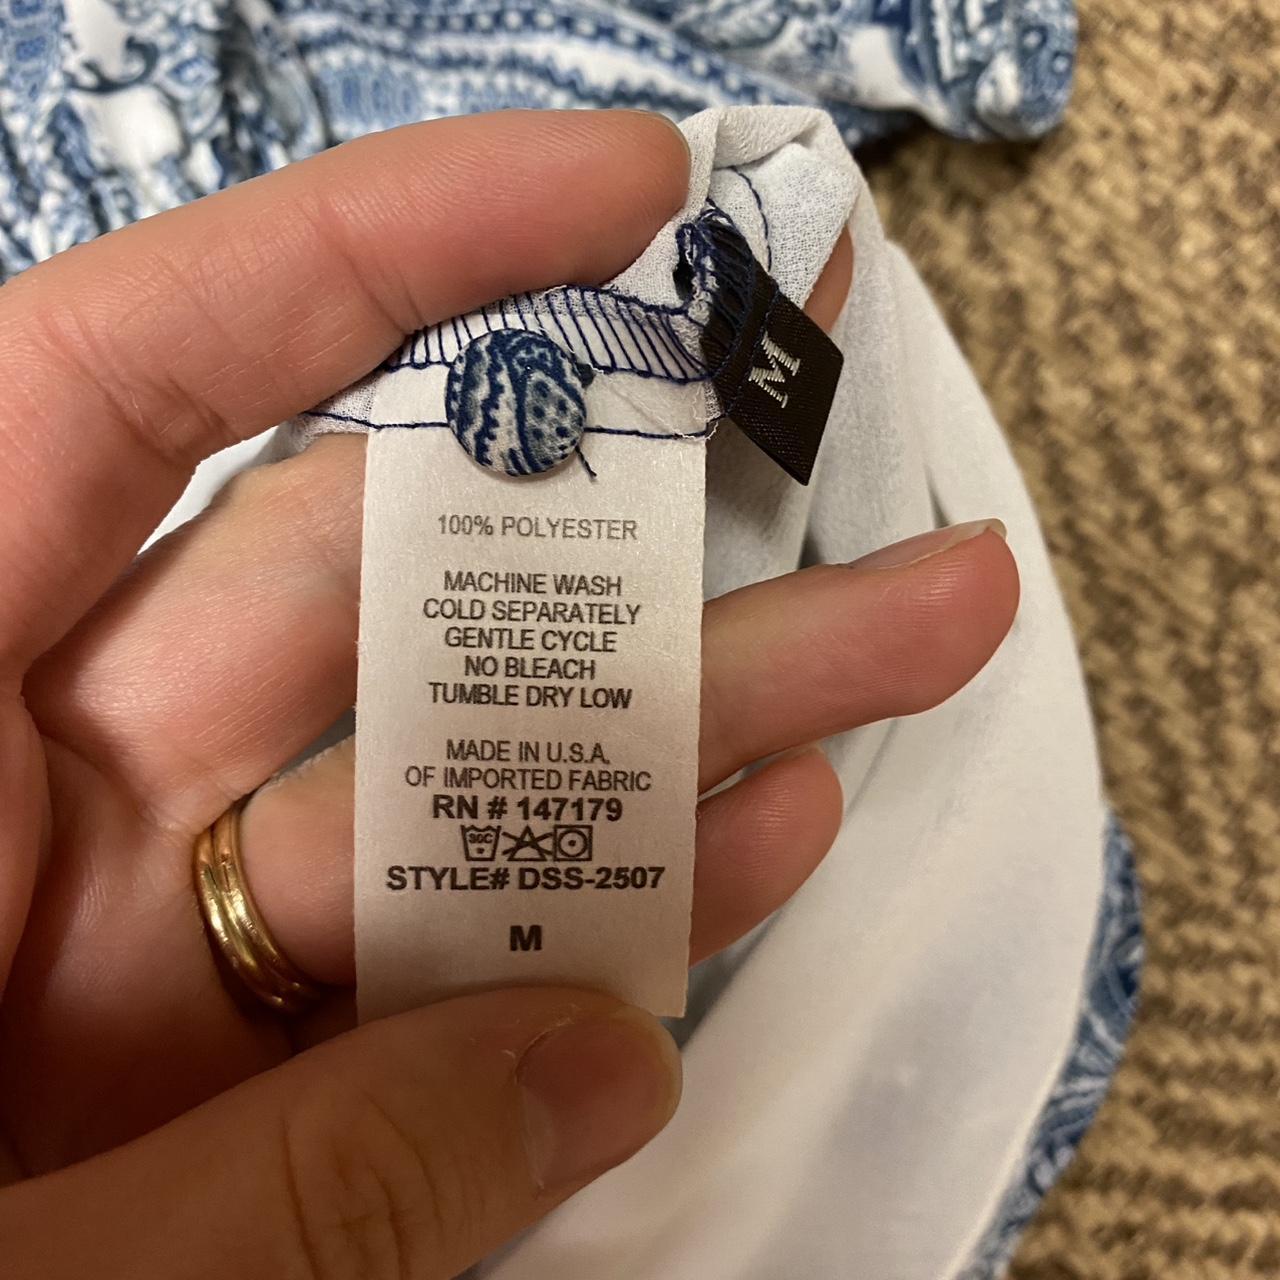 M
100% POLYESTER
MACHINE WASH
COLD SEPARATELY
GENTLE CYCLE
NO BLEACH
TUMBLE DRY LOW
MADE IN U.S.A.
OF IMPORTED FABRIC
RN # 147179
30C
STYLE# DSS-2507
M